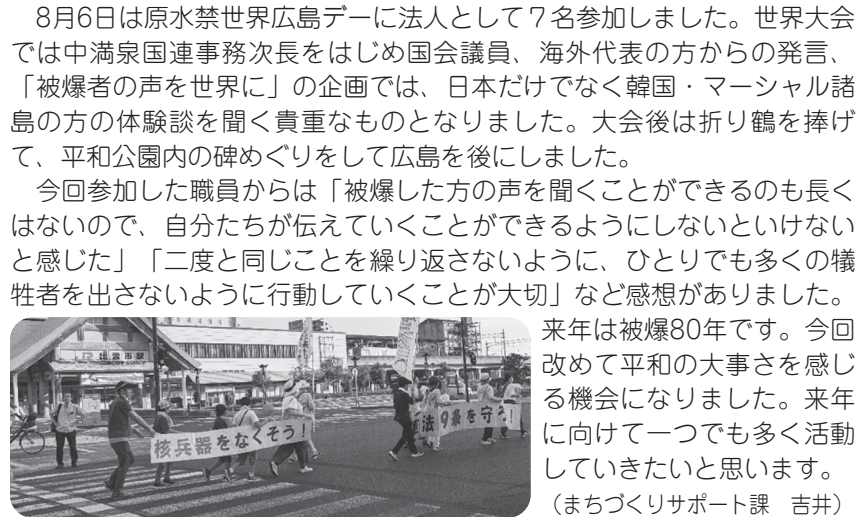 8月6日は原水禁世界広島デーに法人として７名参加しました。世界大会
では中満泉国連事務次長をはじめ国会議員、海外代表の方からの発言、
「被爆者の声を世界に」の企画では、日本だけでなく韓国・マーシャル諸
島の方の体験談を聞く貴重なものとなりました。大会後は折り鶴を捧げ
て、平和公園内の碑めぐりをして広島を後にしました。
　今回参加した職員からは「被爆した方の声を聞くことができるのも長く
はないので、自分たちが伝えていくことができるようにしないといけない
と感じた」「二度と同じことを繰り返さないように、ひとりでも多くの犠
牲者を出さないように行動していくことが大切」など感想がありました。
来年は被爆80年です。今回
改めて平和の大事さを感じ
る機会になりました。来年
に向けて一つでも多く活動
していきたいと思います。
（まちづくりサポート課　吉井）
出雲市駅
核兵器をなくそう！
法9条を守ろう！